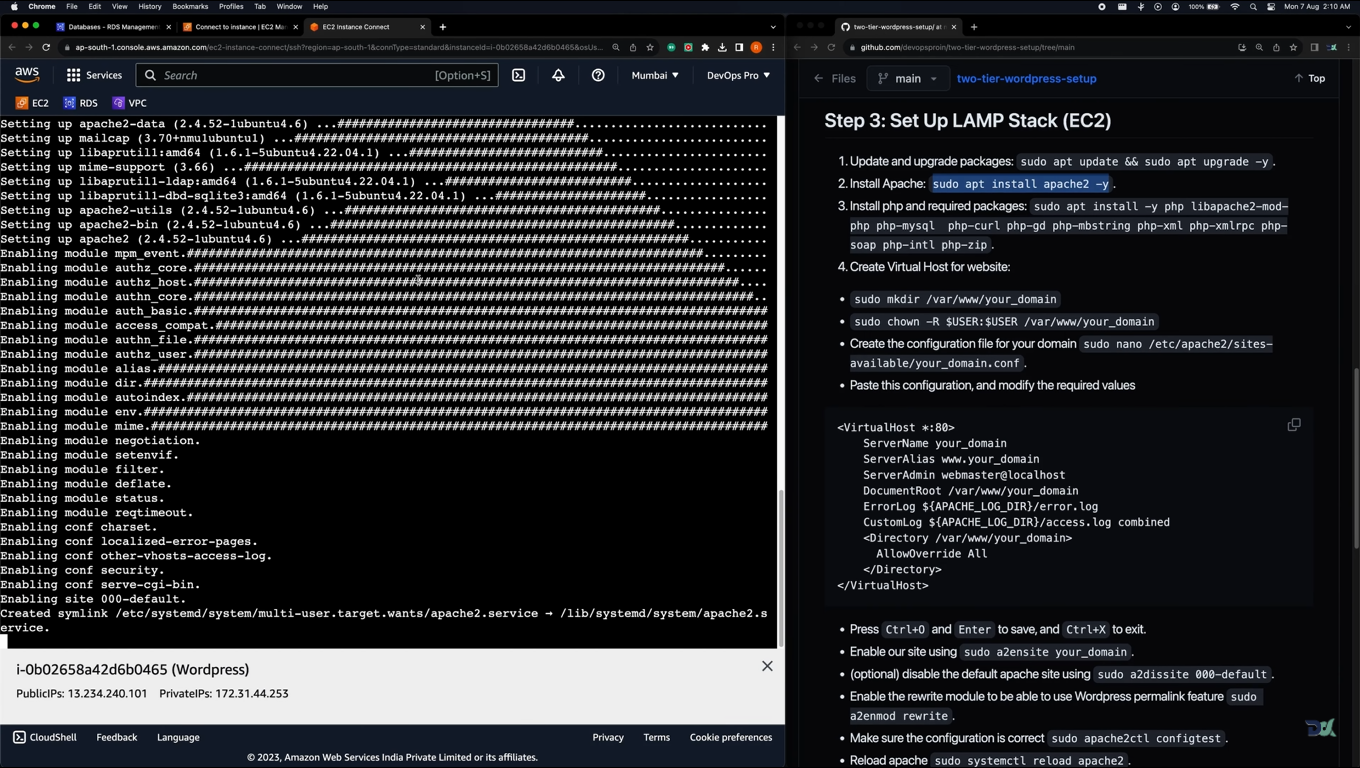 Chrome File Edit View History Bookmarks Profiles Tab Window Help
100% Mon 7 Aug 2:10 AM
Databases - RDS Managemen
Connect to instance | EC2 Man
EC2 Instance Connect
ap-south-1.console.aws.amazon.com/ec2-instance-connect/ssh?region=ap-south-1&connType=standard&instanceId=i-0b02658a42d6b0465&osUs...
aws Services Search [Option+S] Mumbai ▼ DevOps Pro ▼
EC2 RDS VPC
Setting up apache2-data (2.4.52-1ubuntu4.6) ...#################################...........................
Setting up mailcap (3.70+nmu1ubuntu1) ...#########################################.........................
Setting up libaprutil1:amd64 (1.6.1-5ubuntu4.22.04.1) ...##############################.......................
Setting up mime-support (3.66) ...################################################.....................
Setting up libaprutil1-ldap:amd64 (1.6.1-5ubuntu4.22.04.1) ...##########################...................
Setting up libaprutil1-dbd-sqlite3:amd64 (1.6.1-5ubuntu4.22.04.1) ...#####################.................
Setting up apache2-utils (2.4.52-1ubuntu4.6) ...############################################...............
Setting up apache2-bin (2.4.52-1ubuntu4.6) ...################################################.............
Setting up apache2 (2.4.52-1ubuntu4.6) ...######################################################...........
Enabling module mpm_event.########################################################################.........
Enabling module authz_core.##########################################################################......
Enabling module authz_host.############################################################################....
Enabling module authn_core.##############################################################################..
Enabling module auth_basic.################################################################################
Enabling module access_compat.#############################################################################
Enabling module authn_file.################################################################################
Enabling module authz_user.################################################################################
Enabling module alias.#####################################################################################
Enabling module dir.#######################################################################################
Enabling module autoindex.#################################################################################
Enabling module env.#######################################################################################
Enabling module mime.######################################################################################
Enabling module negotiation.
Enabling module setenvif.
Enabling module filter.
Enabling module deflate.
Enabling module status.
Enabling module reqtimeout.
Enabling conf charset.
Enabling conf localized-error-pages.
Enabling conf other-vhosts-access-log.
Enabling conf security.
Enabling conf serve-cgi-bin.
Enabling site 000-default.
Created symlink /etc/systemd/system/multi-user.target.wants/apache2.service → /lib/systemd/system/apache2.s
ervice.
i-0b02658a42d6b0465 (Wordpress)
PublicIPs: 13.234.240.101 PrivateIPs: 172.31.44.253
CloudShell Feedback Language Privacy Terms Cookie preferences
© 2023, Amazon Web Services India Private Limited or its affiliates.
two-tier-wordpress-setup/ at m
github.com/devopsproin/two-tier-wordpress-setup/tree/main
Files main two-tier-wordpress-setup Top
Step 3: Set Up LAMP Stack (EC2)
1. Update and upgrade packages: sudo apt update && sudo apt upgrade -y.
2. Install Apache: sudo apt install apache2 -y.
3. Install php and required packages: sudo apt install -y php libapache2-mod-
php php-mysql php-curl php-gd php-mbstring php-xml php-xmlrpc php-
soap php-intl php-zip.
4. Create Virtual Host for website:
• sudo mkdir /var/www/your_domain
• sudo chown -R $USER:$USER /var/www/your_domain
• Create the configuration file for your domain sudo nano /etc/apache2/sites-
available/your_domain.conf.
• Paste this configuration, and modify the required values
<VirtualHost *:80>
ServerName your_domain
ServerAlias www.your_domain
ServerAdmin webmaster@localhost
DocumentRoot /var/www/your_domain
ErrorLog ${APACHE_LOG_DIR}/error.log
CustomLog ${APACHE_LOG_DIR}/access.log combined
<Directory /var/www/your_domain>
AllowOverride All
</Directory>
</VirtualHost>
• Press Ctrl+O and Enter to save, and Ctrl+X to exit.
• Enable our site using sudo a2ensite your_domain.
• (optional) disable the default apache site using sudo a2dissite 000-default.
• Enable the rewrite module to be able to use Wordpress permalink feature sudo
a2enmod rewrite.
• Make sure the configuration is correct sudo apache2ctl configtest.
• Reload apache sudo systemctl reload apache2.